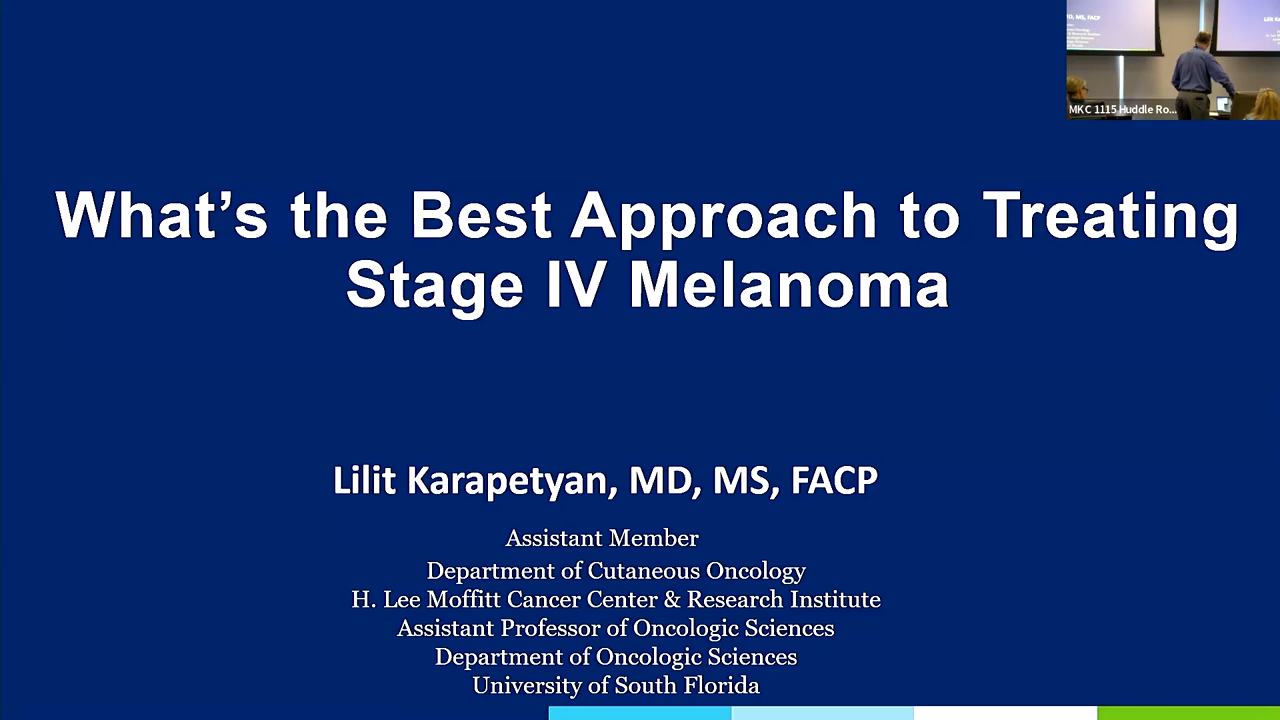 What's the Best Approach to Treating
Stage IV Melanoma
Lilit Karapetyan, MD, MS, FACP
Assistant Member
Department of Cutaneous Oncology
H. Lee Moffitt Cancer Center & Research Institute
Assistant Professor of Oncologic Sciences
Department of Oncologic Sciences
University of South Florida
MKC 1115 Huddle Ro...